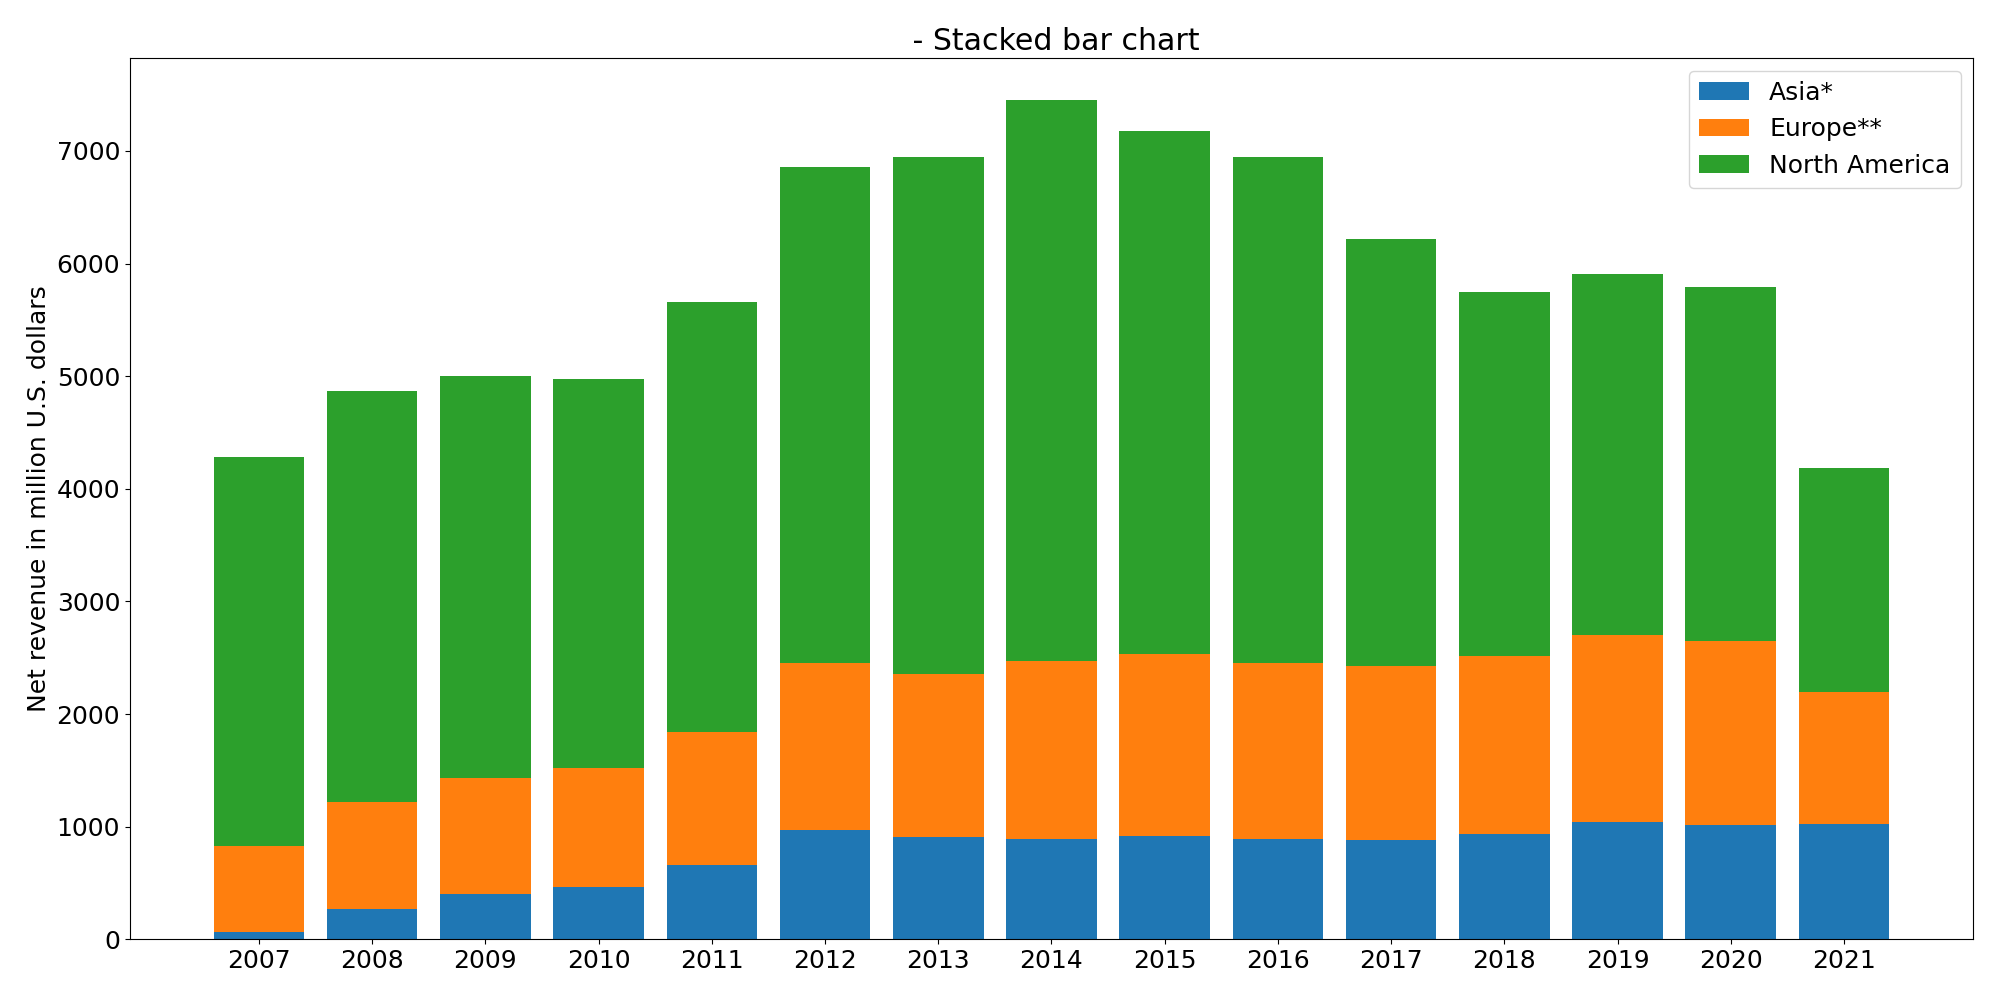 - Stacked bar chart
Asia*
Europe**
North America
Net revenue in million U.S. dollars
7000
6000
5000
4000
3000
2000
1000
0
2007 2008 2009 2010 2011 2012 2013 2014 2015 2016 2017 2018 2019 2020 2021